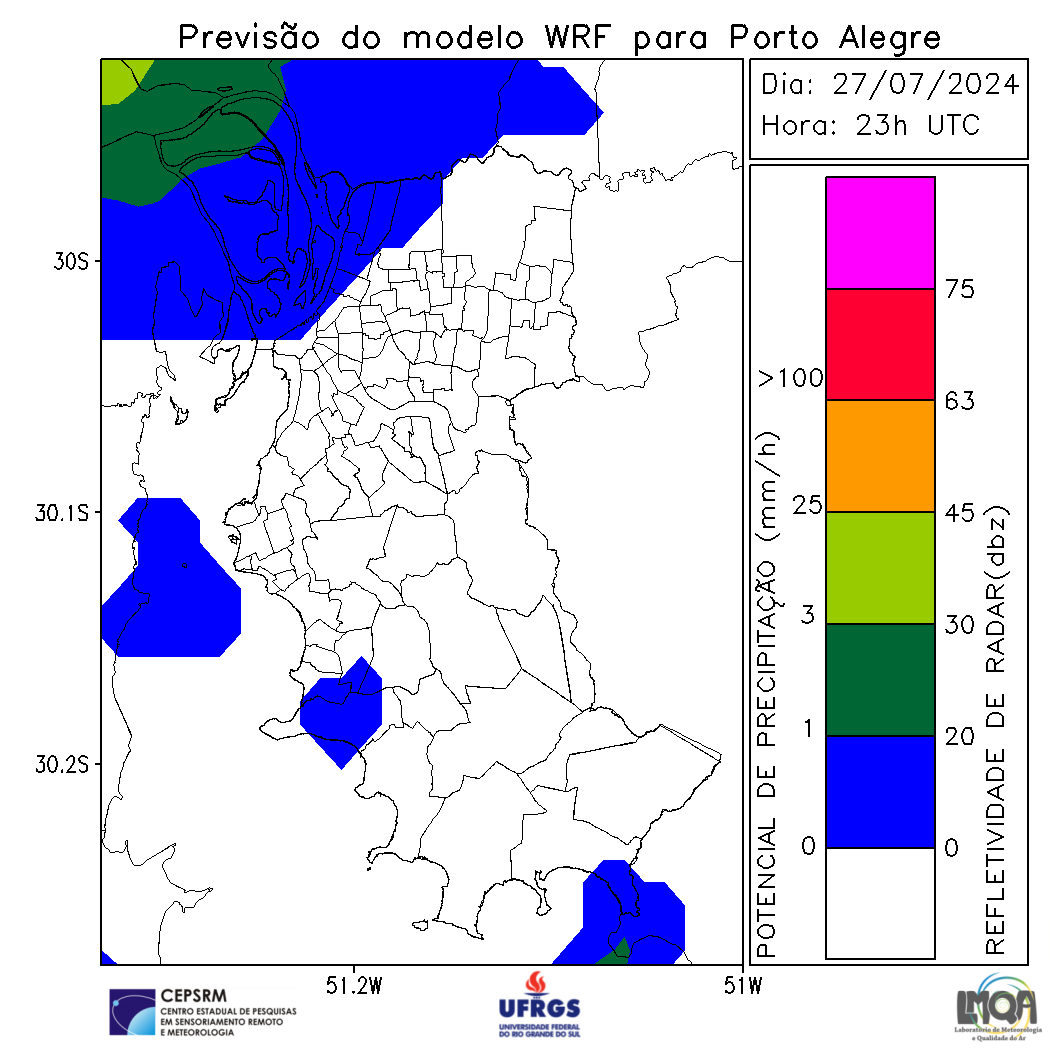 Previsão do modelo WRF para Porto Alegre
Dia: 27/07/2024
Hora: 23h UTC
30S
30.1S
30.2S
51.2W
51W
POTENCIAL DE PRECIPITAÇÃO (mm/h)
>100
25
3
1
0
75
63
45
30
20
0
REFLETIVIDADE DE RADAR(dbz)
CEPSRM
CENTRO ESTADUAL DE PESQUISAS
EM SENSORIAMENTO REMOTO
E METEOROLOGIA
UFRGS
UNIVERSIDADE FEDERAL
DO RIO GRANDE DO SUL
LMQA
Laboratório de Meteorologia
e Qualidade do Ar